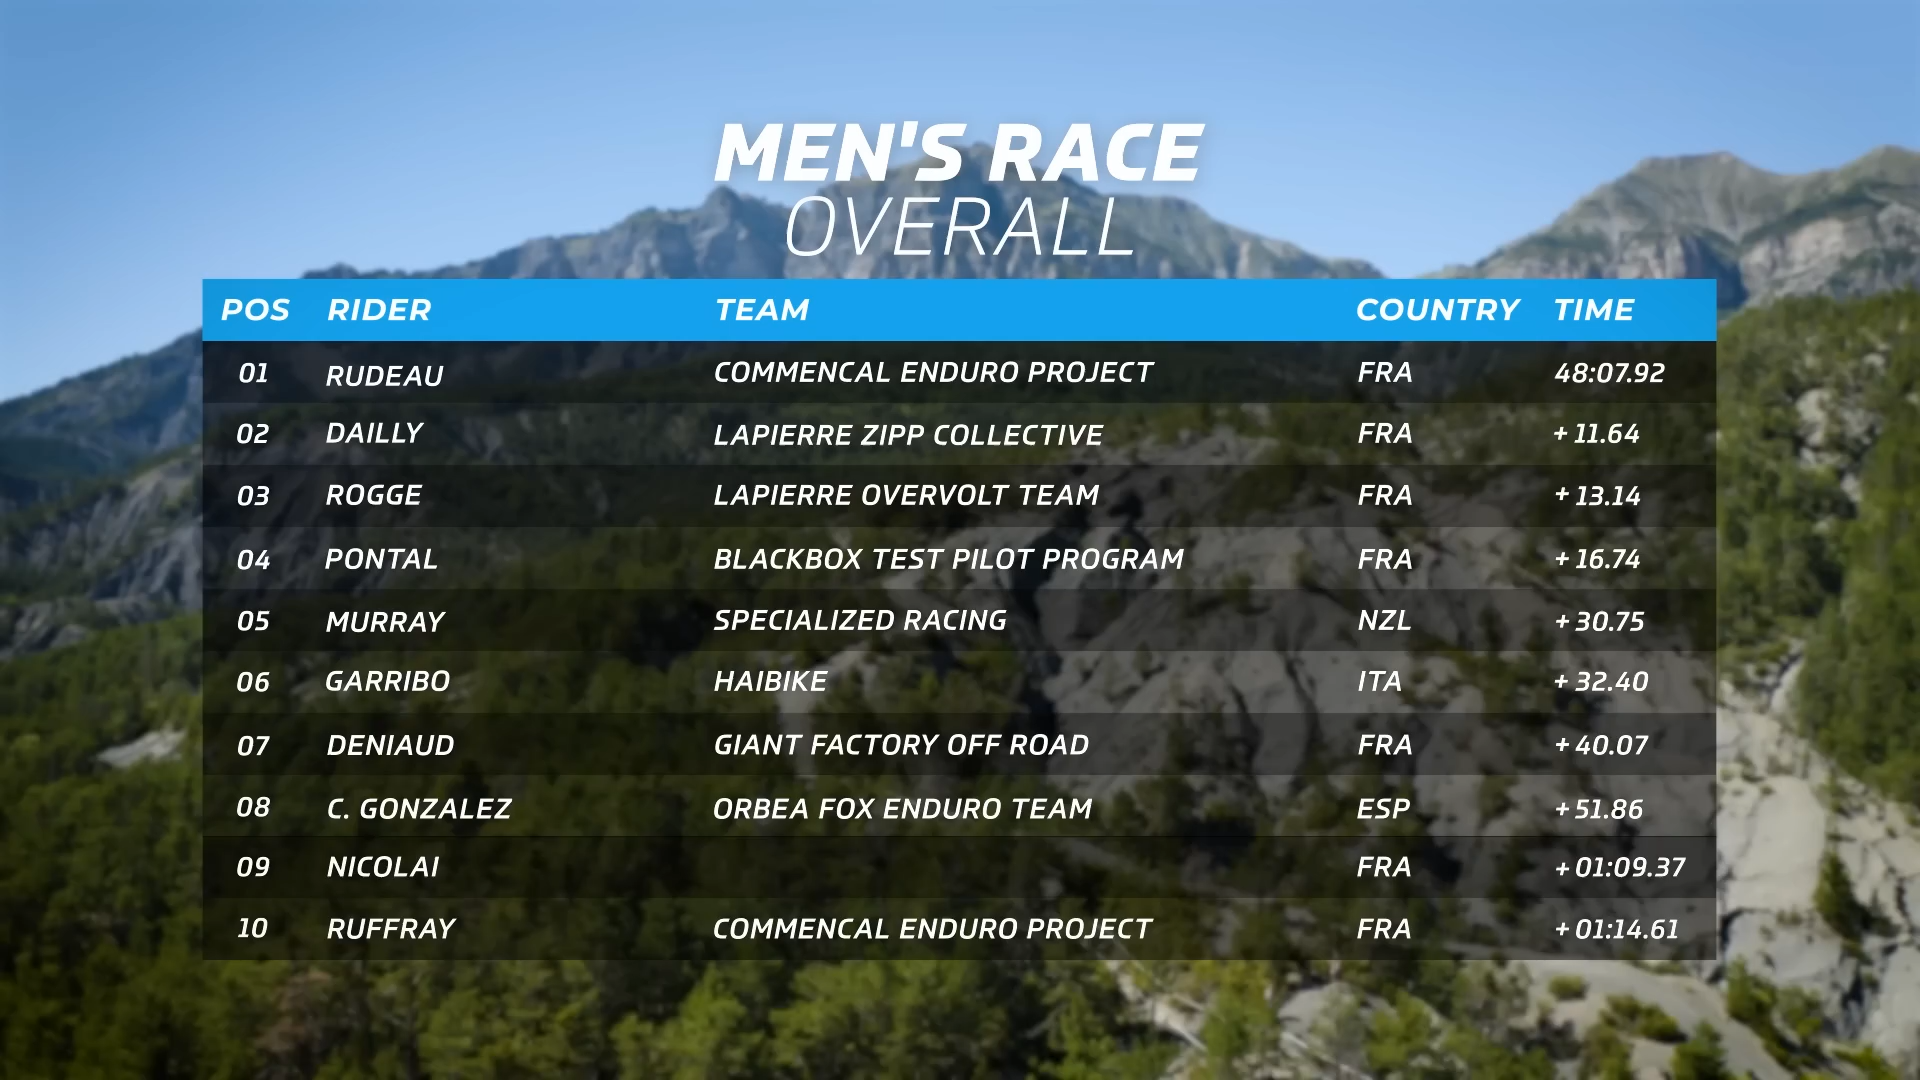 MEN'S RACE
OVERALL
POS RIDER TEAM COUNTRY TIME
01 RUDEAU COMMENCAL ENDURO PROJECT FRA 48:07.92
02 DAILLY LAPIERRE ZIPP COLLECTIVE FRA + 11.64
03 ROGGE LAPIERRE OVERVOLT TEAM FRA + 13.14
04 PONTAL BLACKBOX TEST PILOT PROGRAM FRA + 16.74
05 MURRAY SPECIALIZED RACING NZL + 30.75
06 GARRIBO HAIBIKE ITA + 32.40
07 DENIAUD GIANT FACTORY OFF ROAD FRA + 40.07
08 C. GONZALEZ ORBEA FOX ENDURO TEAM ESP + 51.86
09 NICOLAI FRA + 01:09.37
10 RUFFRAY COMMENCAL ENDURO PROJECT FRA + 01:14.61